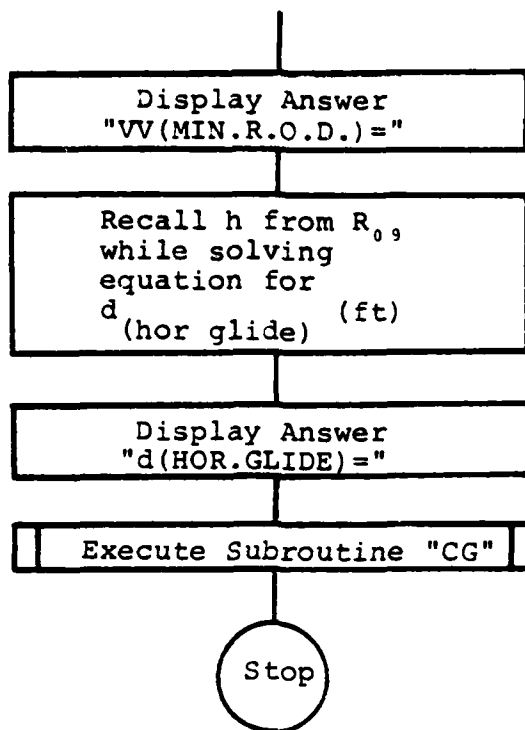 Display Answer
"VV(MIN.R.O.D.)="
Recall h from R₀₉
while solving
equation for
d(hor glide) (ft)
Display Answer
"d(HOR.GLIDE)="
Execute Subroutine "CG"
Stop